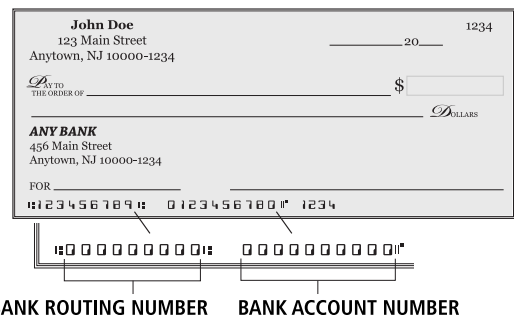 John Doe 1234
123 Main Street 20
Anytown, NJ 10000-1234
PAY TO
THE ORDER OF $
DOLLARS
ANY BANK
456 Main Street
Anytown, NJ 10000-1234
FOR
⑆123456789⑆ 0123456780⑈ 1234
⑆000000000⑆ 0000000000⑈
ANK ROUTING NUMBER BANK ACCOUNT NUMBER